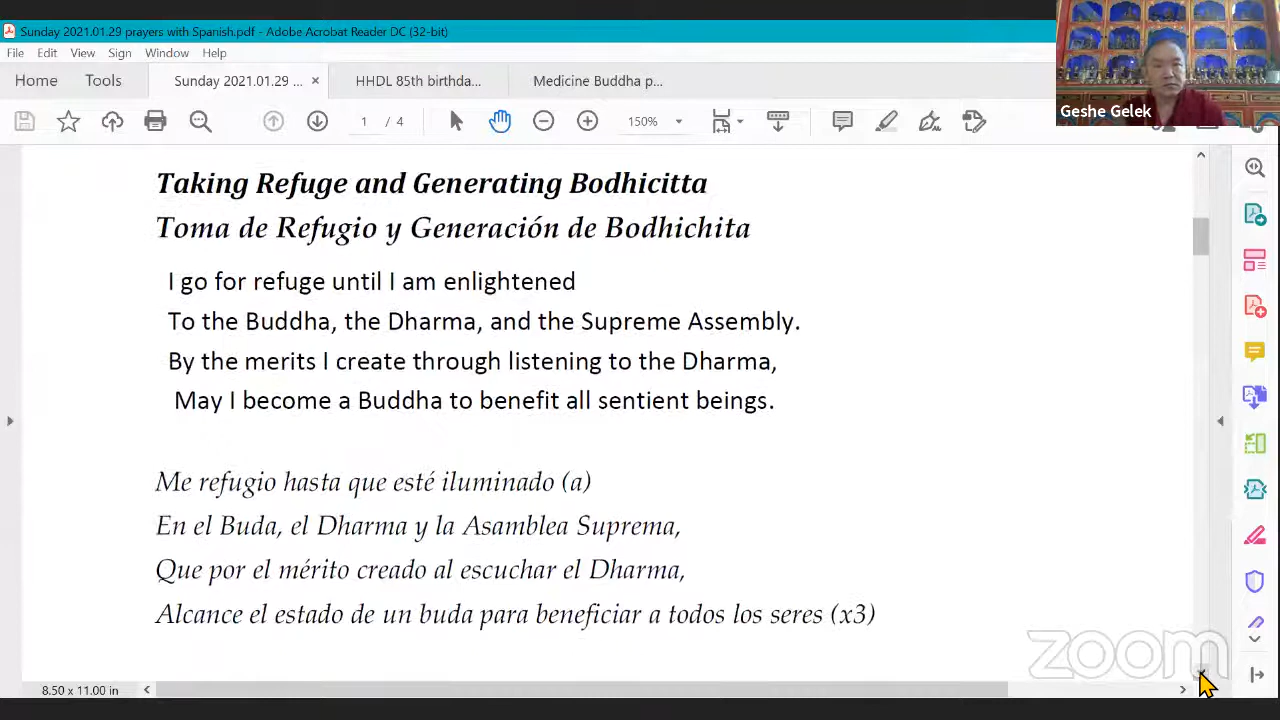 Sunday 2021.01.29 prayers with Spanish.pdf - Adobe Acrobat Reader DC (32-bit)
File Edit View Sign Window Help
Home Tools Sunday 2021.01.29 ... × HHDL 85th birthda... Medicine Buddha p...
1 / 4 150%
Geshe Gelek
Taking Refuge and Generating Bodhicitta
Toma de Refugio y Generación de Bodhichita
I go for refuge until I am enlightened
To the Buddha, the Dharma, and the Supreme Assembly.
By the merits I create through listening to the Dharma,
May I become a Buddha to benefit all sentient beings.
Me refugio hasta que esté iluminado (a)
En el Buda, el Dharma y la Asamblea Suprema,
Que por el mérito creado al escuchar el Dharma,
Alcance el estado de un buda para beneficiar a todos los seres (x3)
zoom
8.50 x 11.00 in